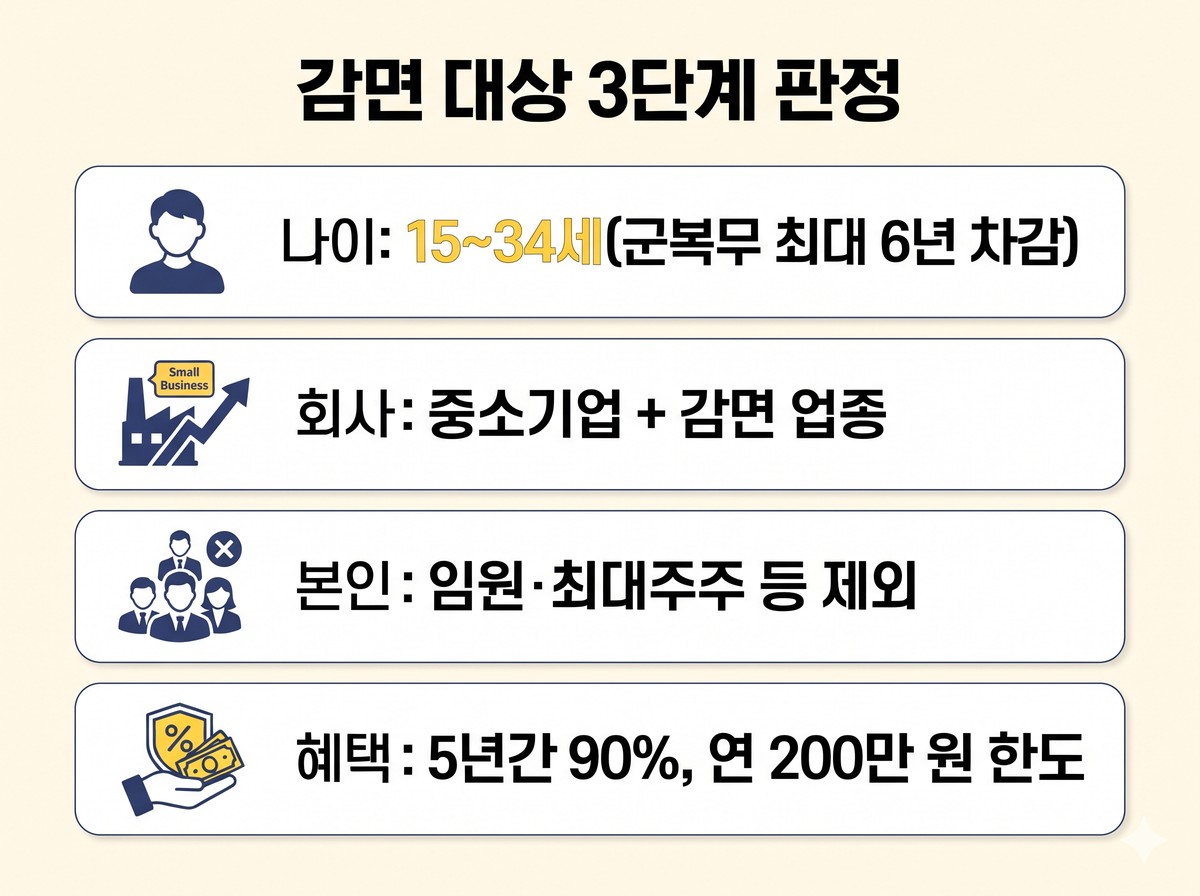 감면 대상 3단계 판정
나이: 15~34세(군복무 최대 6년 차감)
Small
Business
회사: 중소기업 + 감면 업종
본인: 임원·최대주주 등 제외
%
혜택: 5년간 90%, 연 200만 원 한도